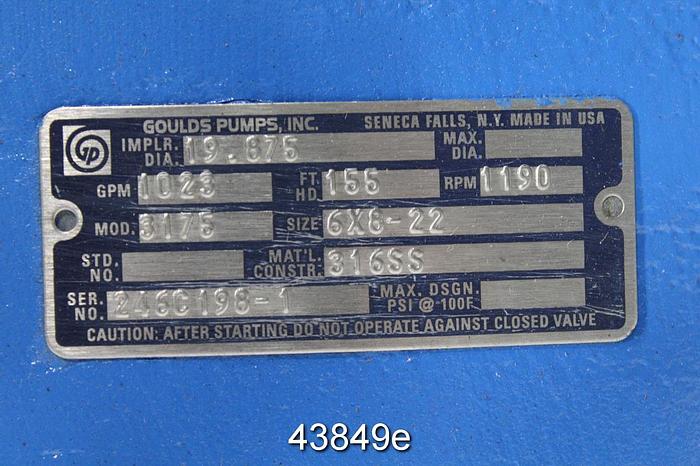 GP
GOULDS PUMPS, INC. SENECA FALLS, N.Y. MADE IN USA
IMPLR. DIA. 19.875 MAX. DIA.
GPM 1023 FT. HD. 155 RPM 1190
MOD. 3175 SIZE 6X8-22
STD. NO. MAT'L. CONSTR. 316SS
SER. NO. 246C198-1 MAX. DSGN. PSI @ 100F
CAUTION: AFTER STARTING DO NOT OPERATE AGAINST CLOSED VALVE
43849e